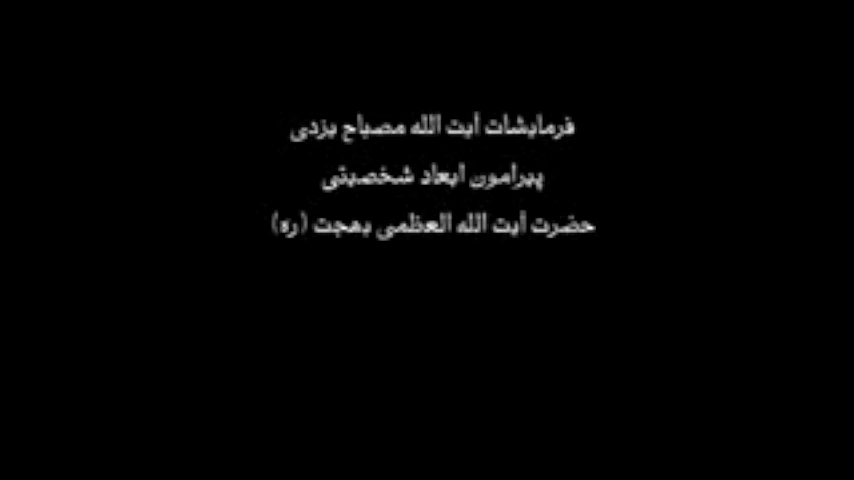 فرمایشات آیت الله مصباح یزدی
پیرامون ابعاد شخصیتی
حضرت آیت الله العظمی بهجت (ره)